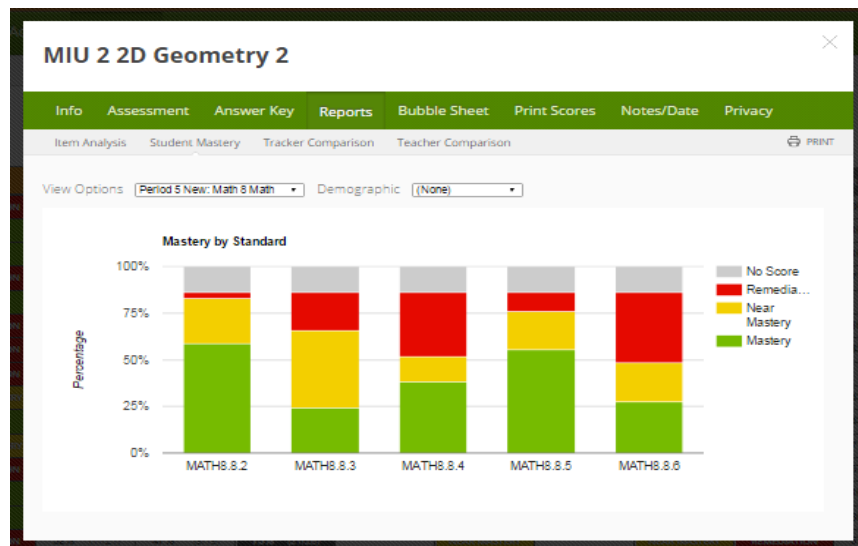 MIU 2 2D Geometry 2
Info Assessment Answer Key Reports Bubble Sheet Print Scores Notes/Date Privacy
Item Analysis Student Mastery Tracker Comparison Teacher Comparison PRINT
View Options Period 5 New: Math 8 Math Demographic (None)
Mastery by Standard
100%
75%
50%
25%
0%
Percentage
MATH8.8.2 MATH8.8.3 MATH8.8.4 MATH8.8.5 MATH8.8.6
No Score
Remedia...
Near
Mastery
Mastery